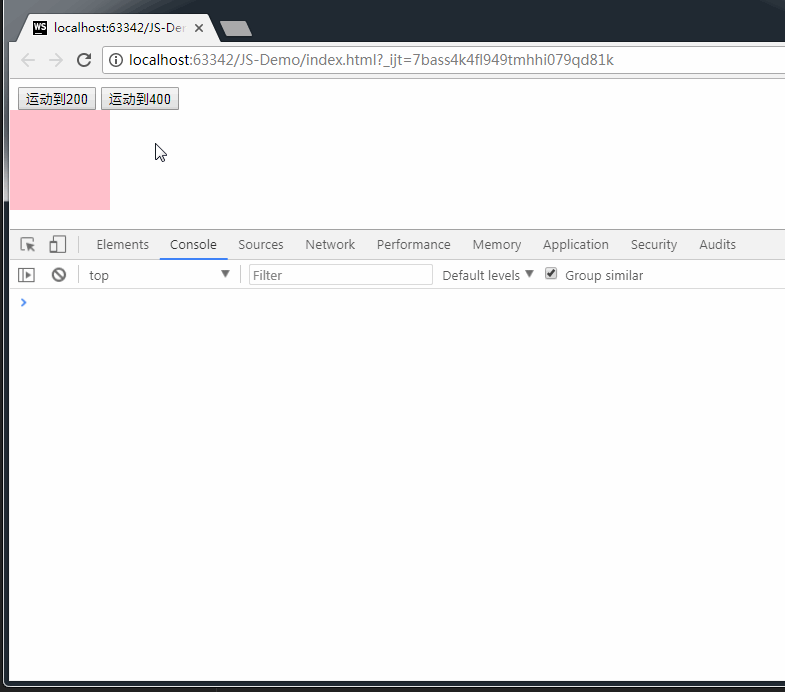 WS localhost:63342/JS-De
localhost:63342/JS-Demo/index.html?_ijt=7bass4k4fl949tmhhi079qd81k
运动到200 运动到400
Elements Console Sources Network Performance Memory Application Security Audits
top Filter Default levels Group similar